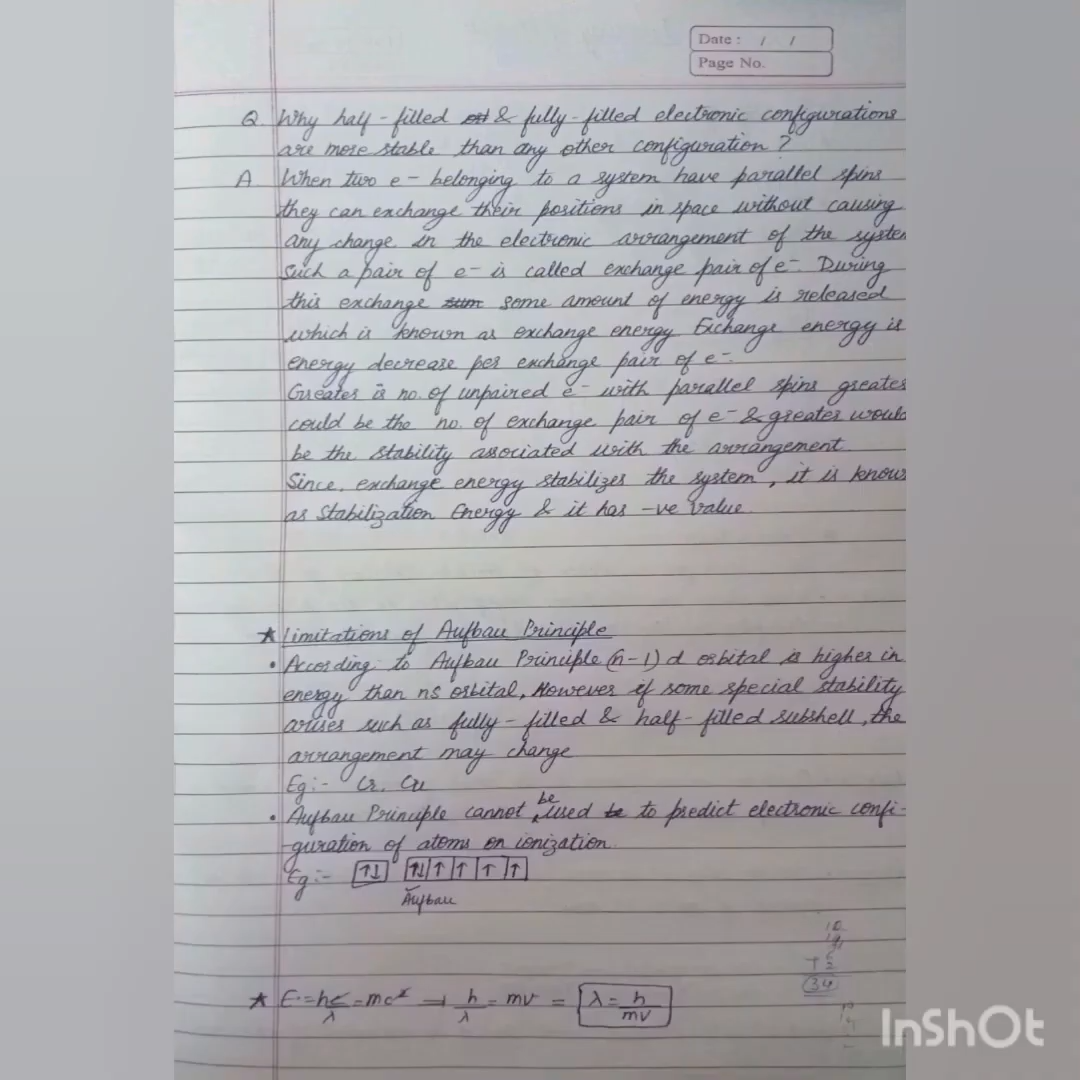 Date : / /
Page No.
Q. Why half-filled & fully-filled electronic configurations
are more stable than any other configuration?
A When two e- belonging to a system have parallel spins
they can exchange their positions in space without causing
any change in the electronic arrangement of the system
Such a pair of e- is called exchange pair of e-. During
this exchange some amount of energy is released
which is known as exchange energy Exchange energy is
energy decrease per exchange pair of e-.
Greater is no. of unpaired e- with parallel spins greater
could be the no. of exchange pair of e- & greater would
be the stability associated with the arrangement.
Since, exchange energy stabilizes the system, it is known
as Stabilization Energy & it has -ve value.
★ Limitations of Aufbau Principle
• According to Aufbau Principle (n-1) d orbital is higher in
energy than ns orbital, However if some special stability
arises such as fully-filled & half-filled subshell, the
arrangement may change
Eg:- Cr, Cu
• Aufbau Principle cannot be used to predict electronic confi-
-guration of atoms on ionization.
Eg:- ↑↓ ↑↓ ↑ ↑ ↑ ↑
Aufbau
★ E = hc/λ = mc² → h/λ = mv = λ = h/mv
34
InShOt